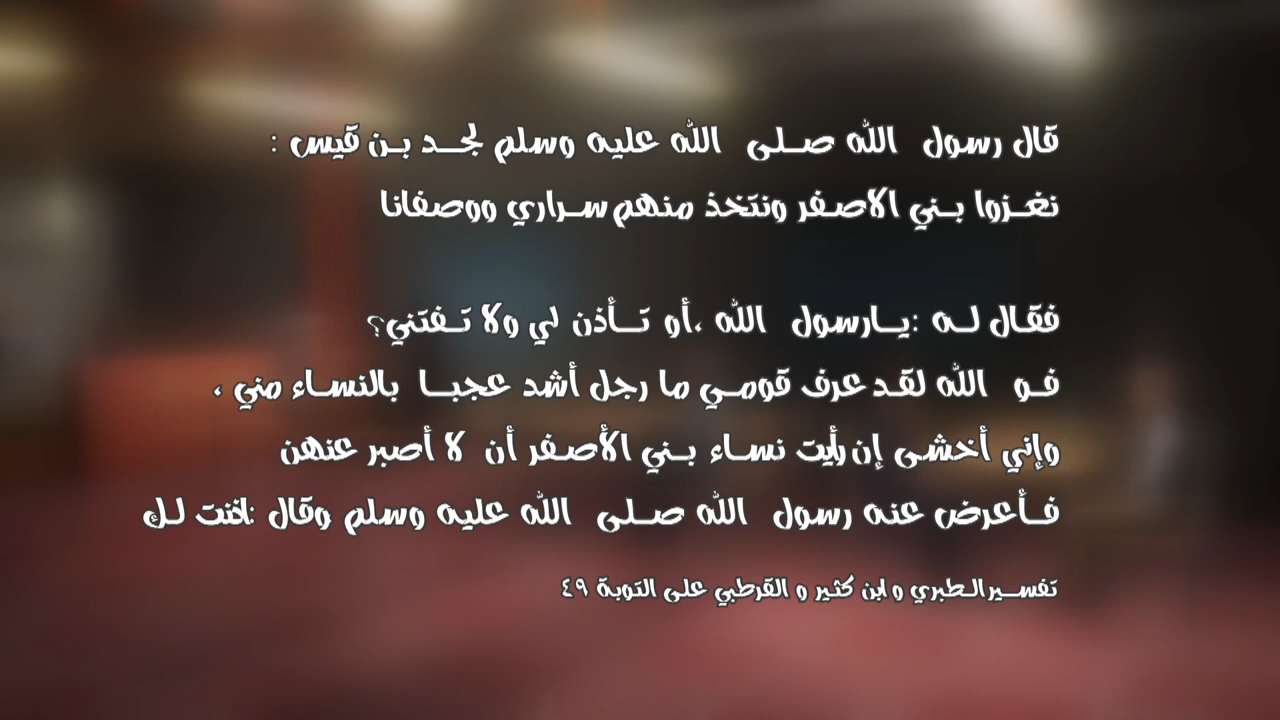 قال رسول الله صلى الله عليه وسلم لجد بن قيس :
نغزوا بني الاصفر ونتخذ منهم سراري ووصفانا
فقال له :يارسول الله ،أو تأذن لي ولا تفتني؟
فو الله لقد عرف قومي ما رجل أشد عجبا بالنساء مني ،
وإني أخشى إن رأيت نساء بني الأصفر أن لا أصبر عنهن
فأعرض عنه رسول الله صلى الله عليه وسلم وقال :اذنت لك
تفسير الطبري و ابن كثير و القرطبي على التوبة ٤٩